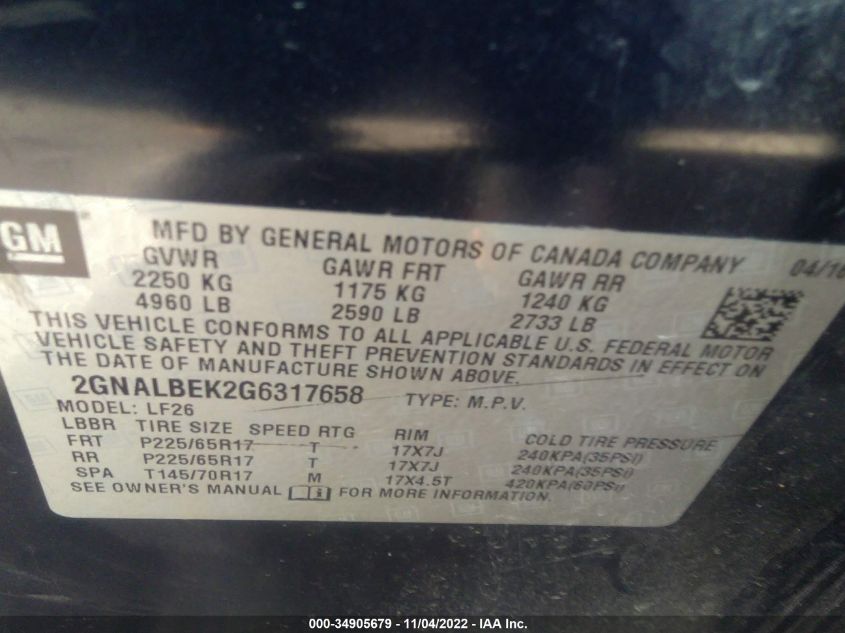 GM ®
MFD BY GENERAL MOTORS OF CANADA COMPANY 04/16
GVWR GAWR FRT GAWR RR
2250 KG 1175 KG 1240 KG
4960 LB 2590 LB 2733 LB
THIS VEHICLE CONFORMS TO ALL APPLICABLE U.S. FEDERAL MOTOR
VEHICLE SAFETY AND THEFT PREVENTION STANDARDS IN EFFECT ON
THE DATE OF MANUFACTURE SHOWN ABOVE.
2GNALBEK2G6317658 TYPE: M.P.V.
MODEL: LF26
LBBR TIRE SIZE SPEED RTG RIM COLD TIRE PRESSURE
FRT P225/65R17 T 17X7J 240KPA(35PSI)
RR P225/65R17 T 17X7J 240KPA(35PSI)
SPA T145/70R17 M 17X4.5T 420KPA(60PSI)
SEE OWNER'S MANUAL FOR MORE INFORMATION.
000-34905679 - 11/04/2022 - IAA Inc.